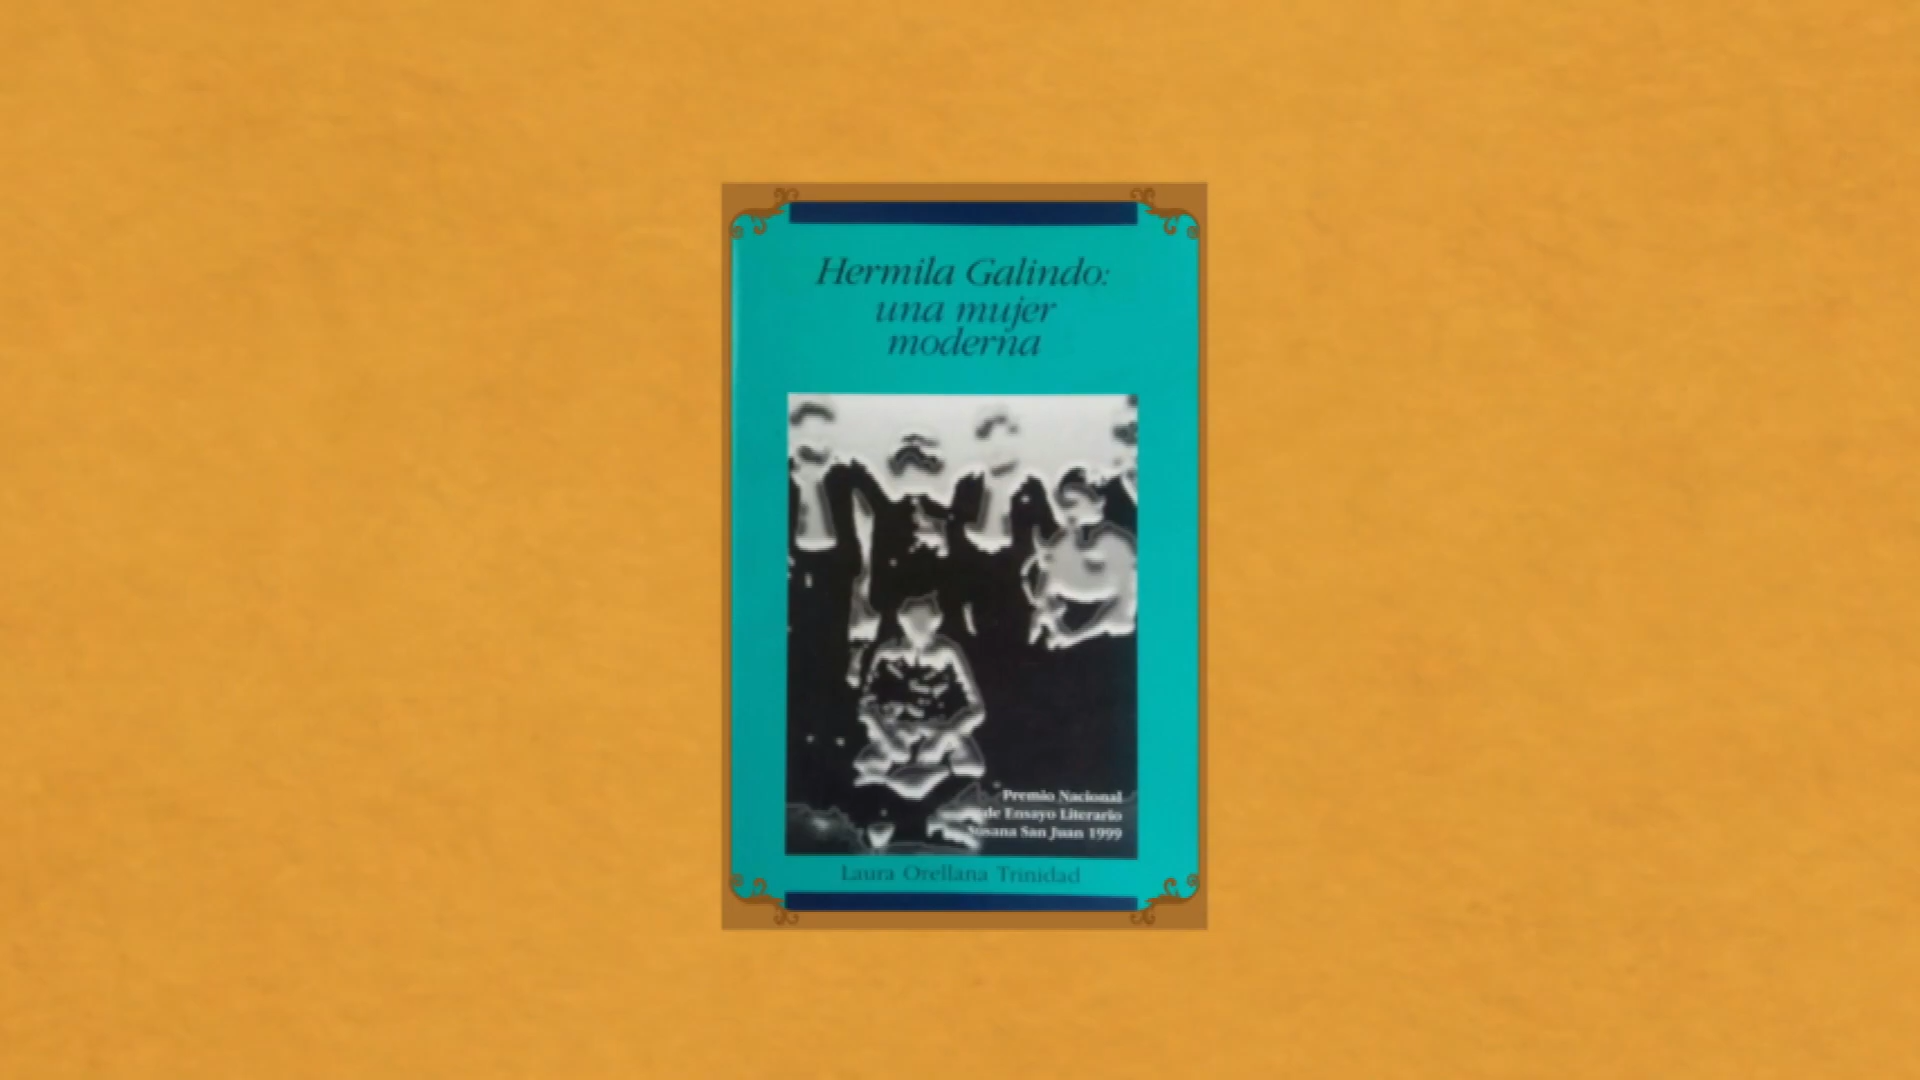 Hermila Galindo:
una mujer
moderna
Premio Nacional
de Ensayo Literario
Susana San Juan 1999
Laura Orellana Trinidad